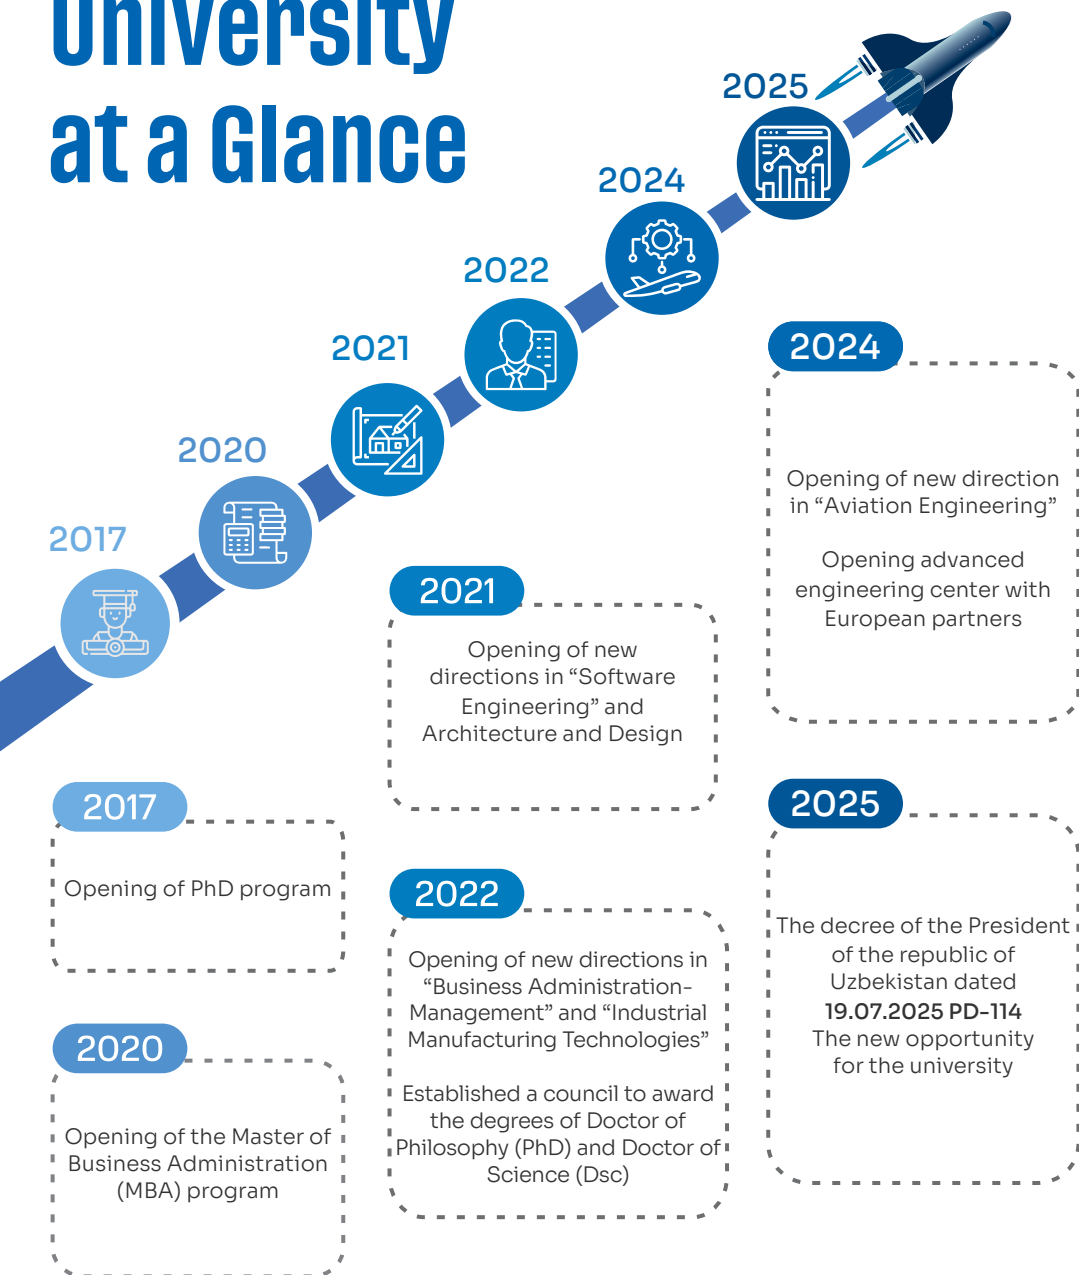 University
at a Glance
2025
2024
2022
2021
2020
2017
2017
Opening of PhD program
2020
Opening of the Master of
Business Administration
(MBA) program
2021
Opening of new
directions in “Software
Engineering” and
Architecture and Design
2022
Opening of new directions in
“Business Administration-
Management” and “Industrial
Manufacturing Technologies”
Established a council to award
the degrees of Doctor of
Philosophy (PhD) and Doctor of
Science (Dsc)
2024
Opening of new direction
in “Aviation Engineering”
Opening advanced
engineering center with
European partners
2025
The decree of the President
of the republic of
Uzbekistan dated
19.07.2025 PD-114
The new opportunity
for the university